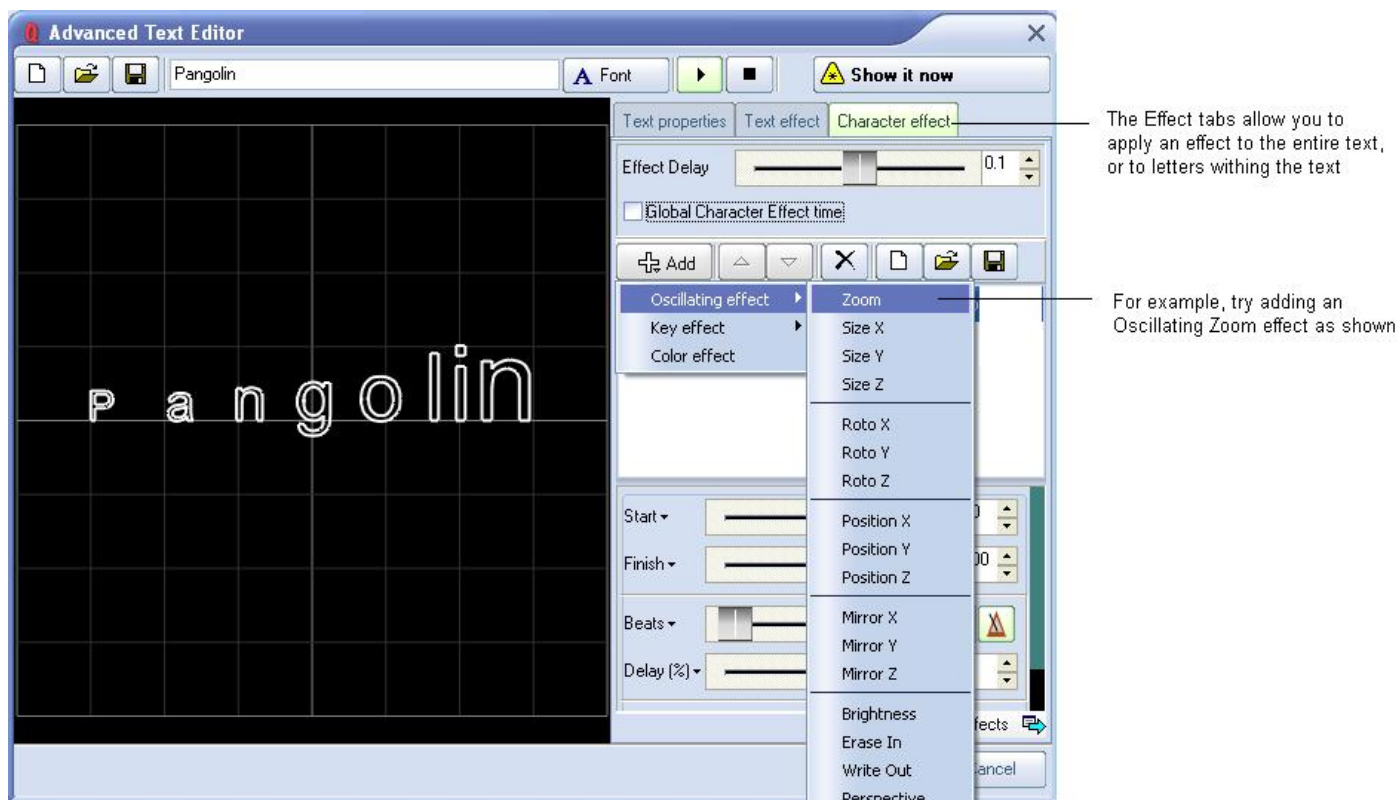 Advanced Text Editor
Pangolin
A Font
Show it now
Text properties Text effect Character effect
The Effect tabs allow you to
apply an effect to the entire text,
or to letters withing the text
Effect Delay 0.1
Global Character Effect time
Add
Oscillating effect
Key effect
Color effect
Zoom
Size X
Size Y
Size Z
Roto X
Roto Y
Roto Z
Position X
Position Y
Position Z
Mirror X
Mirror Y
Mirror Z
Brightness
Erase In
Write Out
Perspective
For example, try adding an
Oscillating Zoom effect as shown
Pangolin
Start
Finish
Beats
Delay (%)